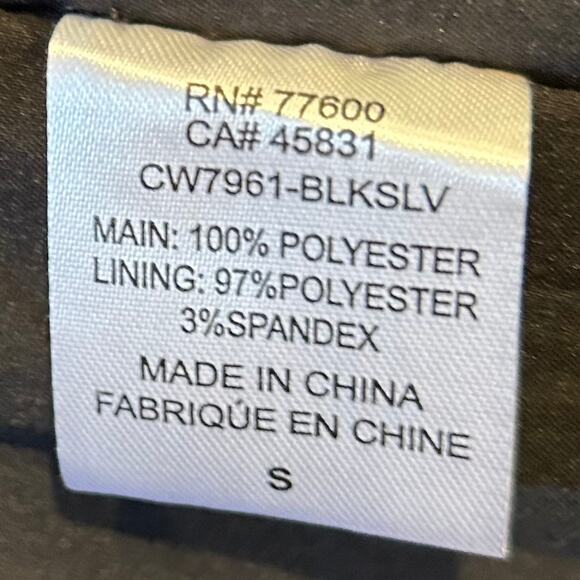 RN# 77600
CA# 45831
CW7961-BLKSLV
MAIN: 100% POLYESTER
LINING: 97%POLYESTER
3%SPANDEX
MADE IN CHINA
FABRIQÚE EN CHINE
S